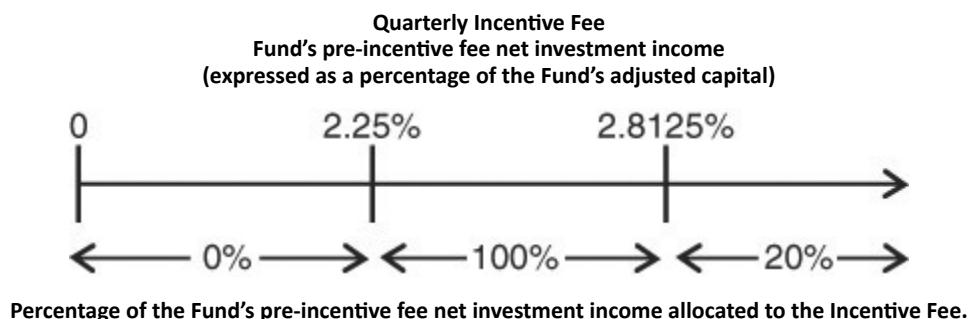 Quarterly Incentive Fee
Fund's pre-incentive fee net investment income
(expressed as a percentage of the Fund's adjusted capital)
0 2.25% 2.8125%
0% 100% 20%
Percentage of the Fund's pre-incentive fee net investment income allocated to the Incentive Fee.